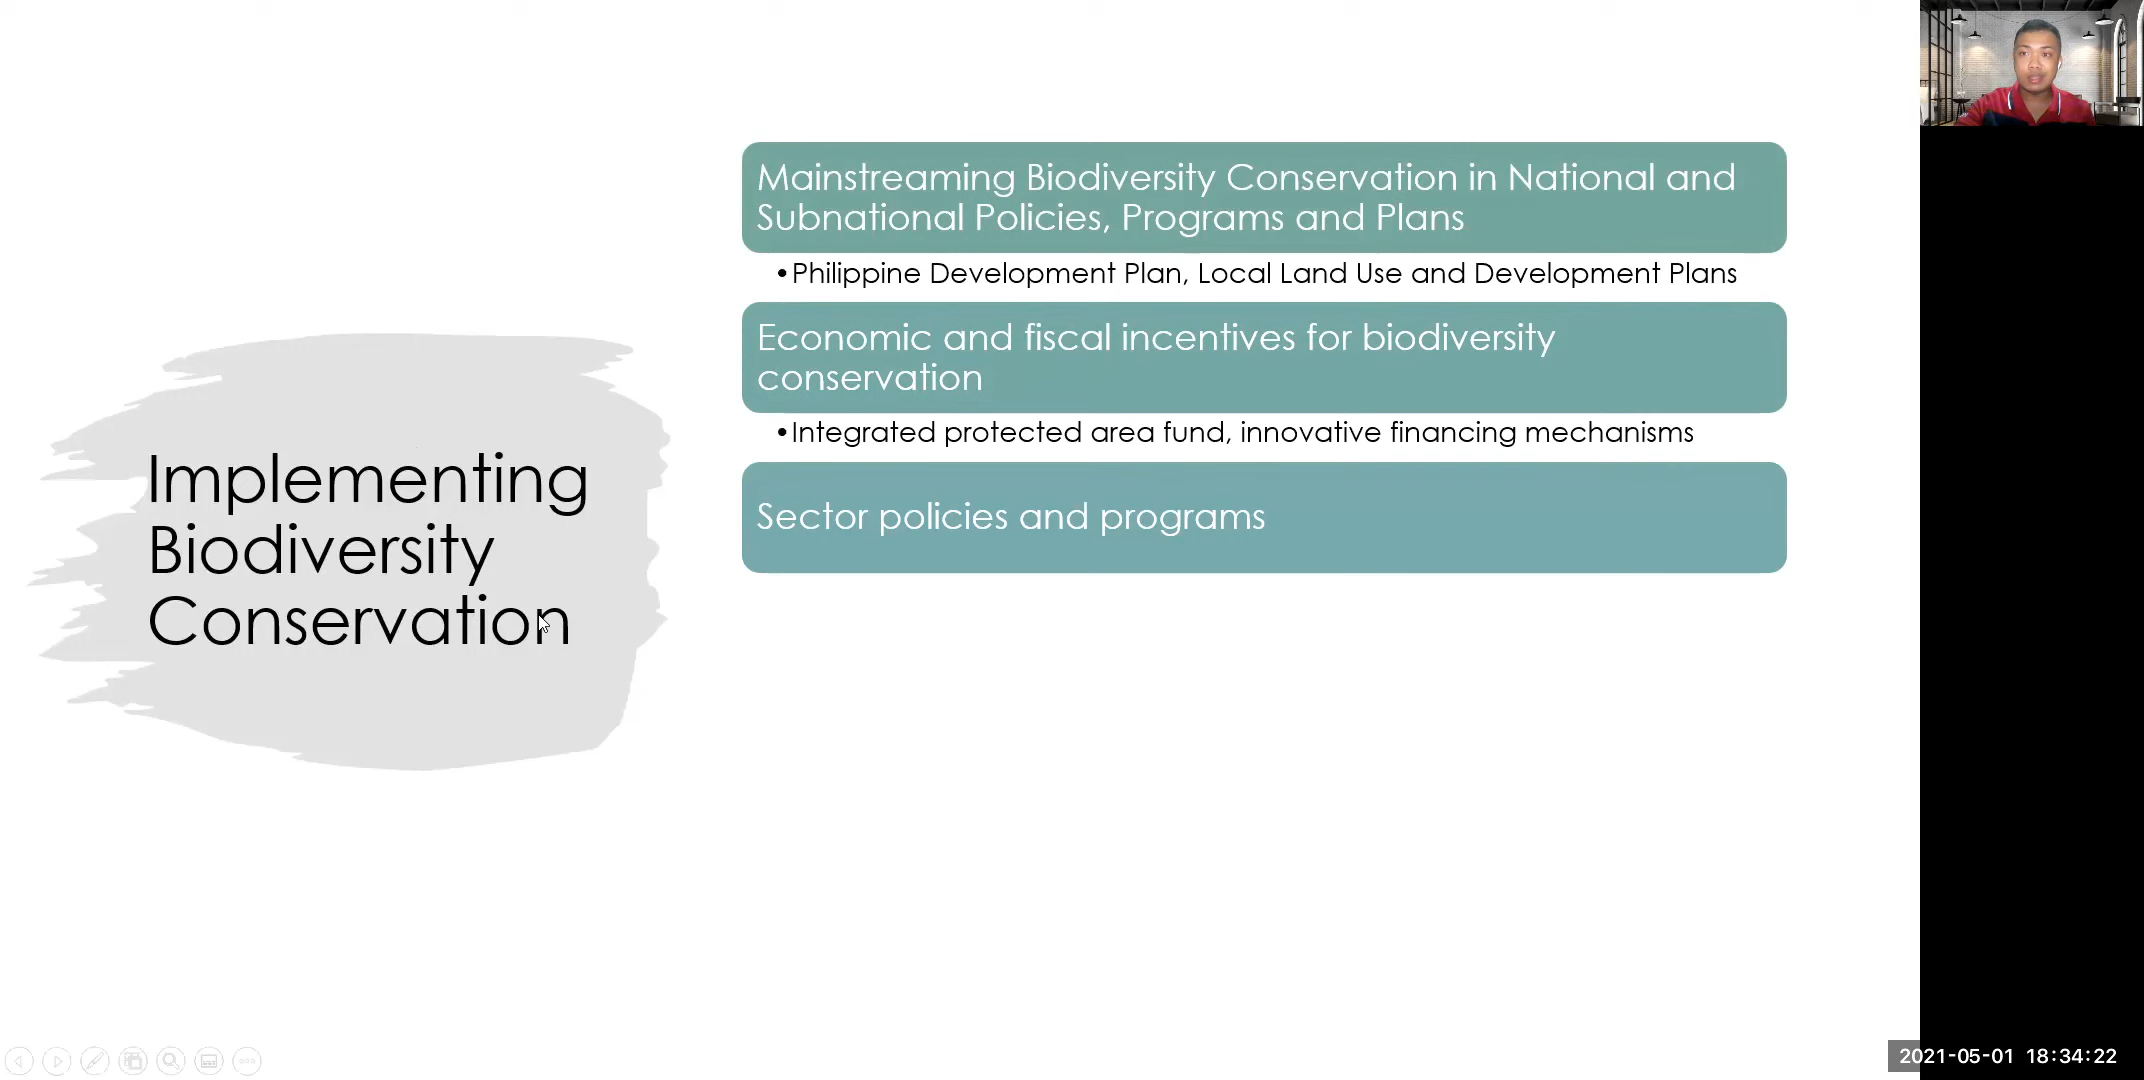 Implementing
Biodiversity
Conservation
Mainstreaming Biodiversity Conservation in National and
Subnational Policies, Programs and Plans
•Philippine Development Plan, Local Land Use and Development Plans
Economic and fiscal incentives for biodiversity
conservation
•Integrated protected area fund, innovative financing mechanisms
Sector policies and programs
2021-05-01 18:34:22